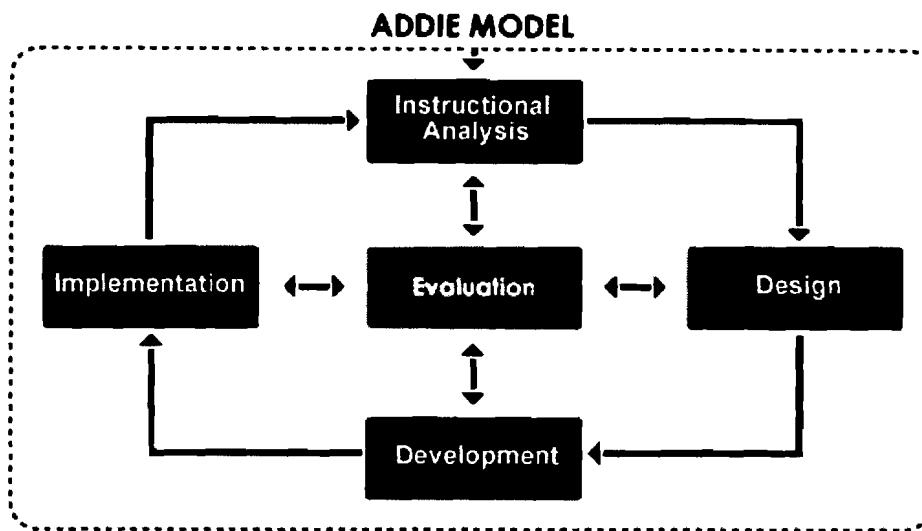 ADDIE MODEL
Instructional
Analysis
Implementation
Evaluation
Design
Development